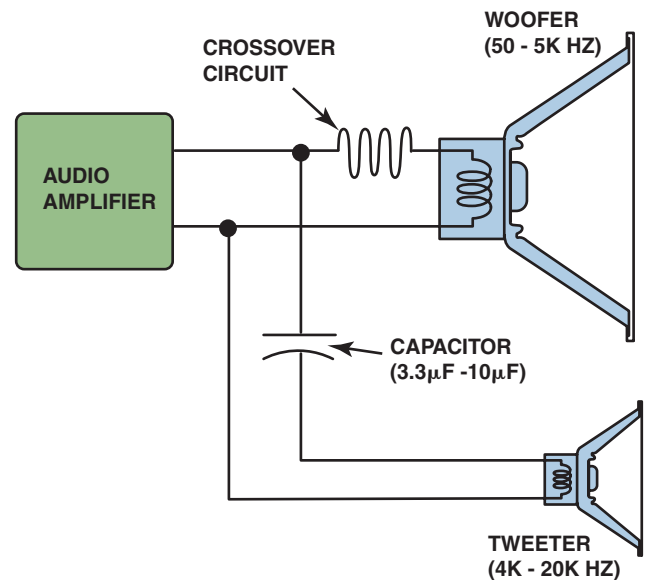 WOOFER
(50 - 5K HZ)
CROSSOVER
CIRCUIT
AUDIO
AMPLIFIER
CAPACITOR
(3.3µF -10µF)
TWEETER
(4K - 20K HZ)